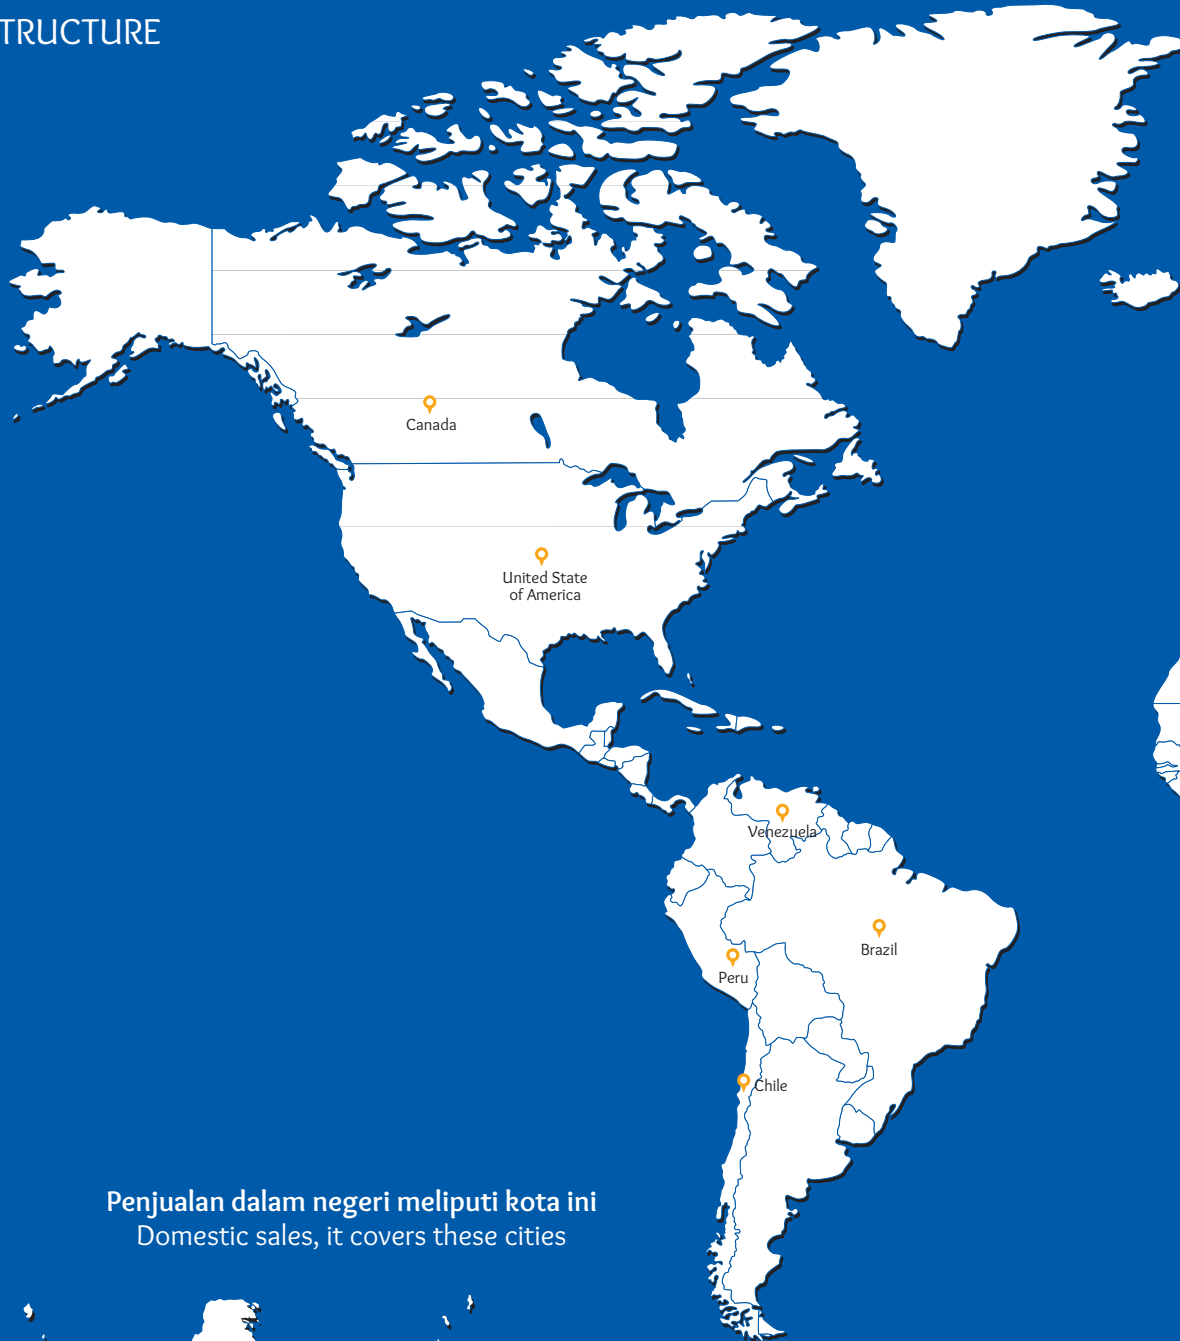 TRUCTURE
Canada
United State
of America
Venezuela
Brazil
Peru
Chile
Penjualan dalam negeri meliputi kota ini
Domestic sales, it covers these cities